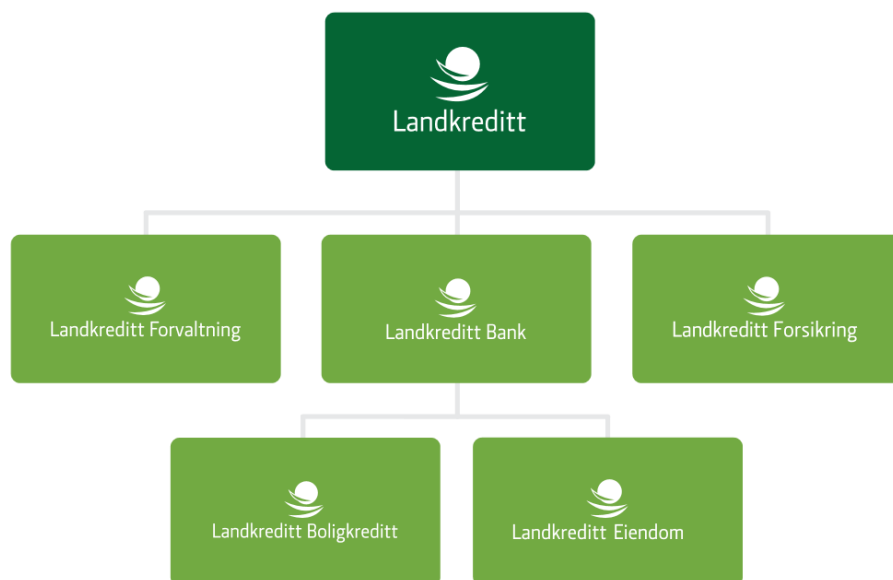 Landkreditt
Landkreditt Forvaltning
Landkreditt Bank
Landkreditt Forsikring
Landkreditt Boligkreditt
Landkreditt Eiendom